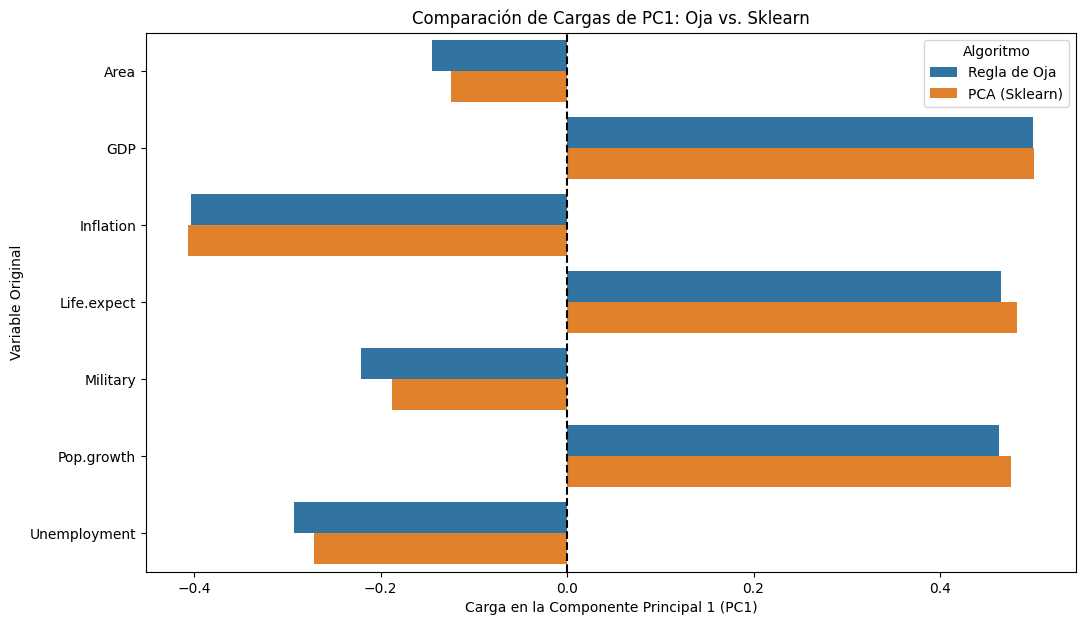 Comparación de Cargas de PC1: Oja vs. Sklearn
Algoritmo
Regla de Oja
PCA (Sklearn)
Variable Original
Area
GDP
Inflation
Life.expect
Military
Pop.growth
Unemployment
−0.4
−0.2
0.0
0.2
0.4
Carga en la Componente Principal 1 (PC1)